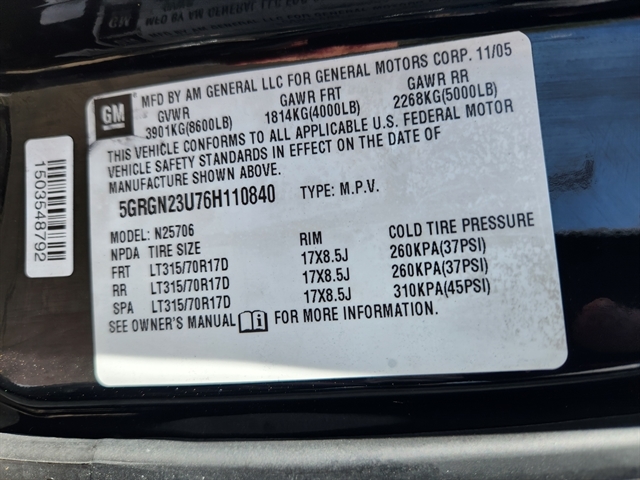 GM
MFD BY AM GENERAL LLC FOR GENERAL MOTORS CORP. 11/05
GVWR GAWR FRT GAWR RR
3901KG(8600LB) 1814KG(4000LB) 2268KG(5000LB)
THIS VEHICLE CONFORMS TO ALL APPLICABLE U.S. FEDERAL MOTOR
VEHICLE SAFETY STANDARDS IN EFFECT ON THE DATE OF
MANUFACTURE SHOWN ABOVE.
5GRGN23U76H110840 TYPE: M.P.V.
MODEL: N25706
NPDA TIRE SIZE RIM COLD TIRE PRESSURE
FRT LT315/70R17D 17X8.5J 260KPA(37PSI)
RR LT315/70R17D 17X8.5J 260KPA(37PSI)
SPA LT315/70R17D 17X8.5J 310KPA(45PSI)
SEE OWNER'S MANUAL FOR MORE INFORMATION.
1503548792